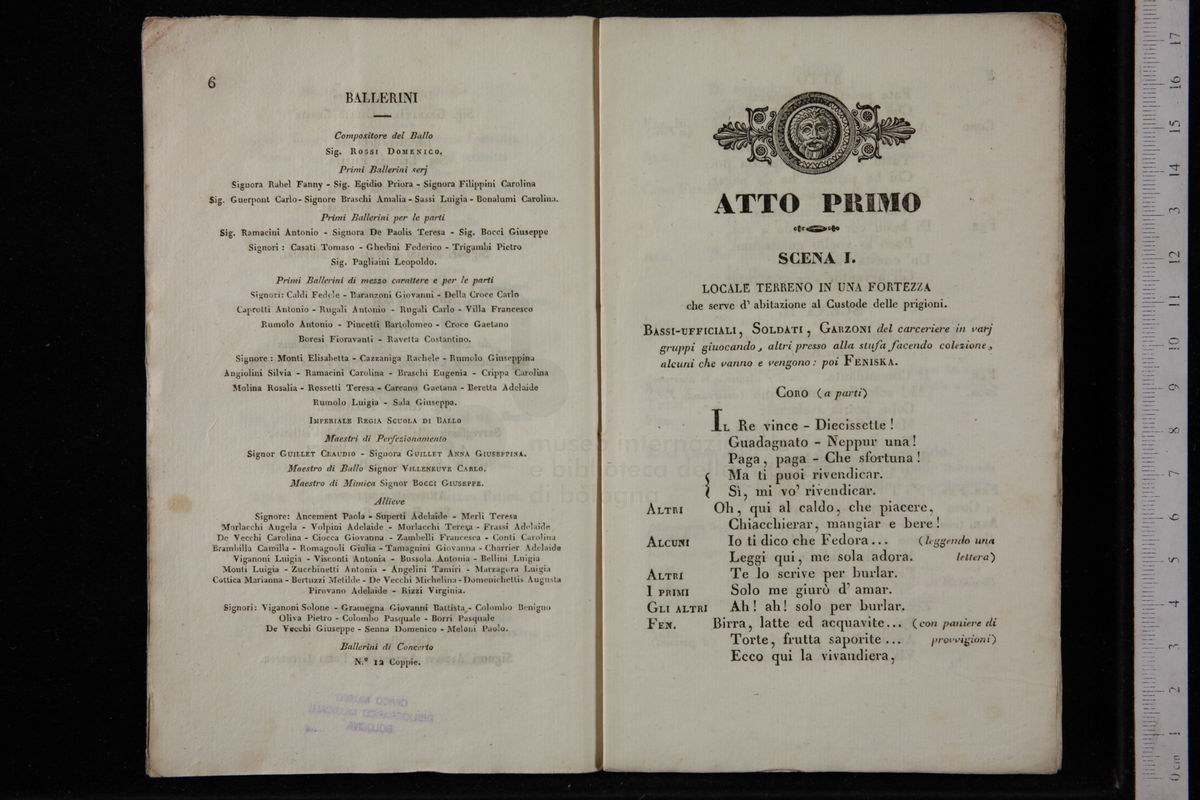 6
BALLERINI
Compositore del Ballo
Sig. ROSSI DOMENICO.
Primi Ballerini serj
Signora Rabel Fanny - Sig. Egidio Priora - Signora Filippini Carolina
Sig. Guerpont Carlo - Signore Braschi Amalia - Sassi Luigia - Bonalumi Carolina.
Primi Ballerini per le parti
Sig. Ramacini Antonio - Signora De Paolis Teresa - Sig. Bocci Giuseppe
Signori : Casati Tomaso - Ghedini Federico - Trigambi Pietro
Sig. Pagliaini Leopoldo.
Primi Ballerini di mezzo carattere e per le parti
Signori: Caldi Fedele - Baranzoni Giovanni - Della Croce Carlo
Caprotti Antonio - Rugali Antonio - Rugali Carlo - Villa Francesco
Rumolo Antonio - Pincetti Bartolomeo - Croce Gaetano
Boresi Fioravanti - Ravetta Costantino.
Signore : Monti Elisabetta - Cazzaniga Rachele - Rumolo Giuseppina
Angiolini Silvia - Ramacini Carolina - Braschi Eugenia - Crippa Carolina
Molina Rosalia - Rossetti Teresa - Carcano Gaetana - Beretta Adelaide
Rumolo Luigia - Sala Giuseppa.
IMPERIALE REGIA SCUOLA DI BALLO
Maestri di Perfezionamento
Signor GUILLET CLAUDIO - Signora GUILLET ANNA GIUSEPPINA.
Maestro di Ballo Signor VILLENEUVE CARLO.
Maestro di Mimica Signor BOCCI GIUSEPPE.
Allieve
Signore: Ancement Paola - Superti Adelaide - Merli Teresa
Morlacchi Angela - Volpini Adelaide - Morlacchi Teresa - Frassi Adelaide
De Vecchi Carolina - Ciocca Giovanna - Zambelli Francesca - Conti Carolina
Brambilla Camilla - Romagnoli Giulia - Tamagnini Giovanna - Charrier Adelaide
Viganoni Luigia - Visconti Antonia - Bussola Antonia - Bellini Luigia
Monti Luigia - Zucchinetti Antonia - Angelini Tamiri - Marzagora Luigia
Cottica Marianna - Bertuzzi Metilde - De Vecchi Michelina - Domenichettis Augusta
Pirovano Adelaide - Rizzi Virginia.
Signori: Viganoni Solone - Gramegna Giovanni Battista - Colombo Benigno
Oliva Pietro - Colombo Pasquale - Borri Pasquale
De Vecchi Giuseppe - Senna Domenico - Meloni Paolo.
Ballerini di Concerto
N.º 12 Coppie.
ATTO PRIMO
SCENA I.
LOCALE TERRENO IN UNA FORTEZZA
che serve d' abitazione al Custode delle prigioni.
BASSI-UFFICIALI, SOLDATI, GARZONI del carceriere in varj
gruppi giuocando, altri presso alla stufa facendo colezione,
alcuni che vanno e vengono: poi FENISKA.
CORO (a parti)
IL Re vince - Diecissette!
Guadagnato - Neppur una!
Paga, paga - Che sfortuna!
Ma ti puoi rivendicar.
Sì, mi vo' rivendicar.
ALTRI Oh, qui al caldo, che piacere,
Chiacchierar, mangiar e bere!
ALCUNI Io ti dico che Fedora... (leggendo una
Leggi qui, me sola adora. lettera)
ALTRI Te lo scrive per burlar.
I PRIMI Solo me giurò d' amar.
GLI ALTRI Ah! ah! solo per burlar.
FEN. Birra, latte ed acquavite... (con paniere di
Torte, frutta saporite... provvigioni)
Ecco qui la vivandiera,